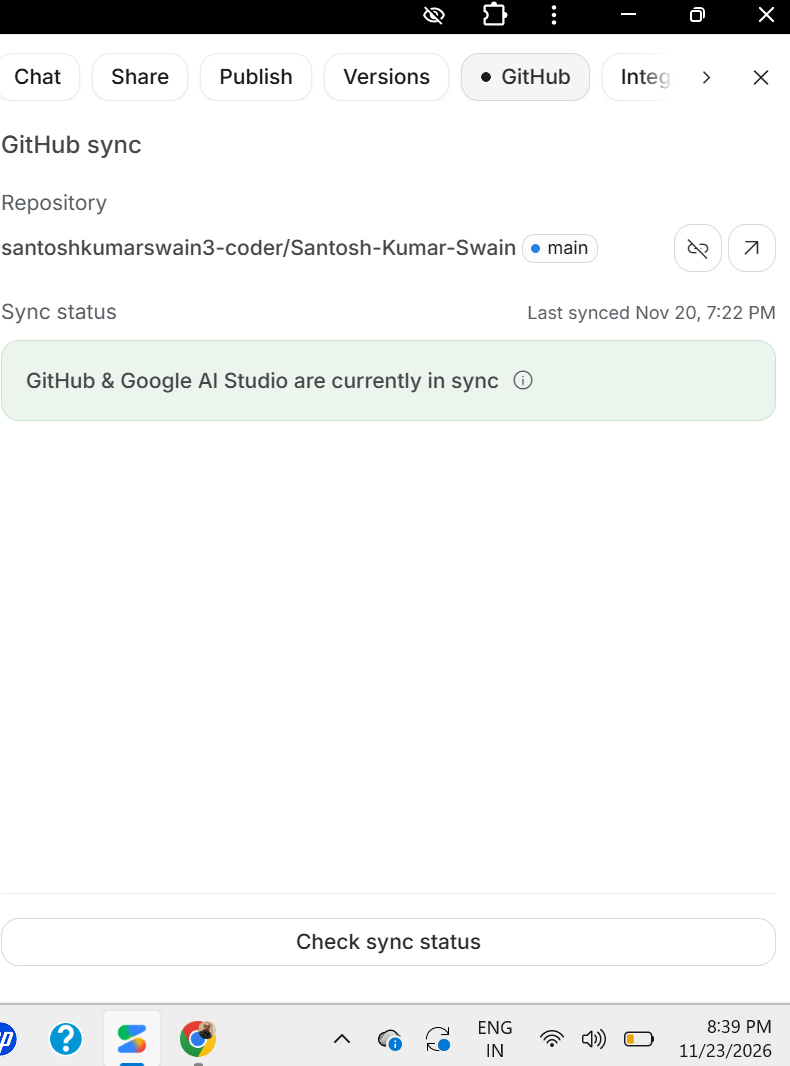 Chat Share Publish Versions GitHub Integ
GitHub sync
Repository
santoshkumarswain3-coder/Santosh-Kumar-Swain main
Sync status Last synced Nov 20, 7:22 PM
GitHub & Google AI Studio are currently in sync
Check sync status
ENG 8:39 PM
IN 11/23/2026